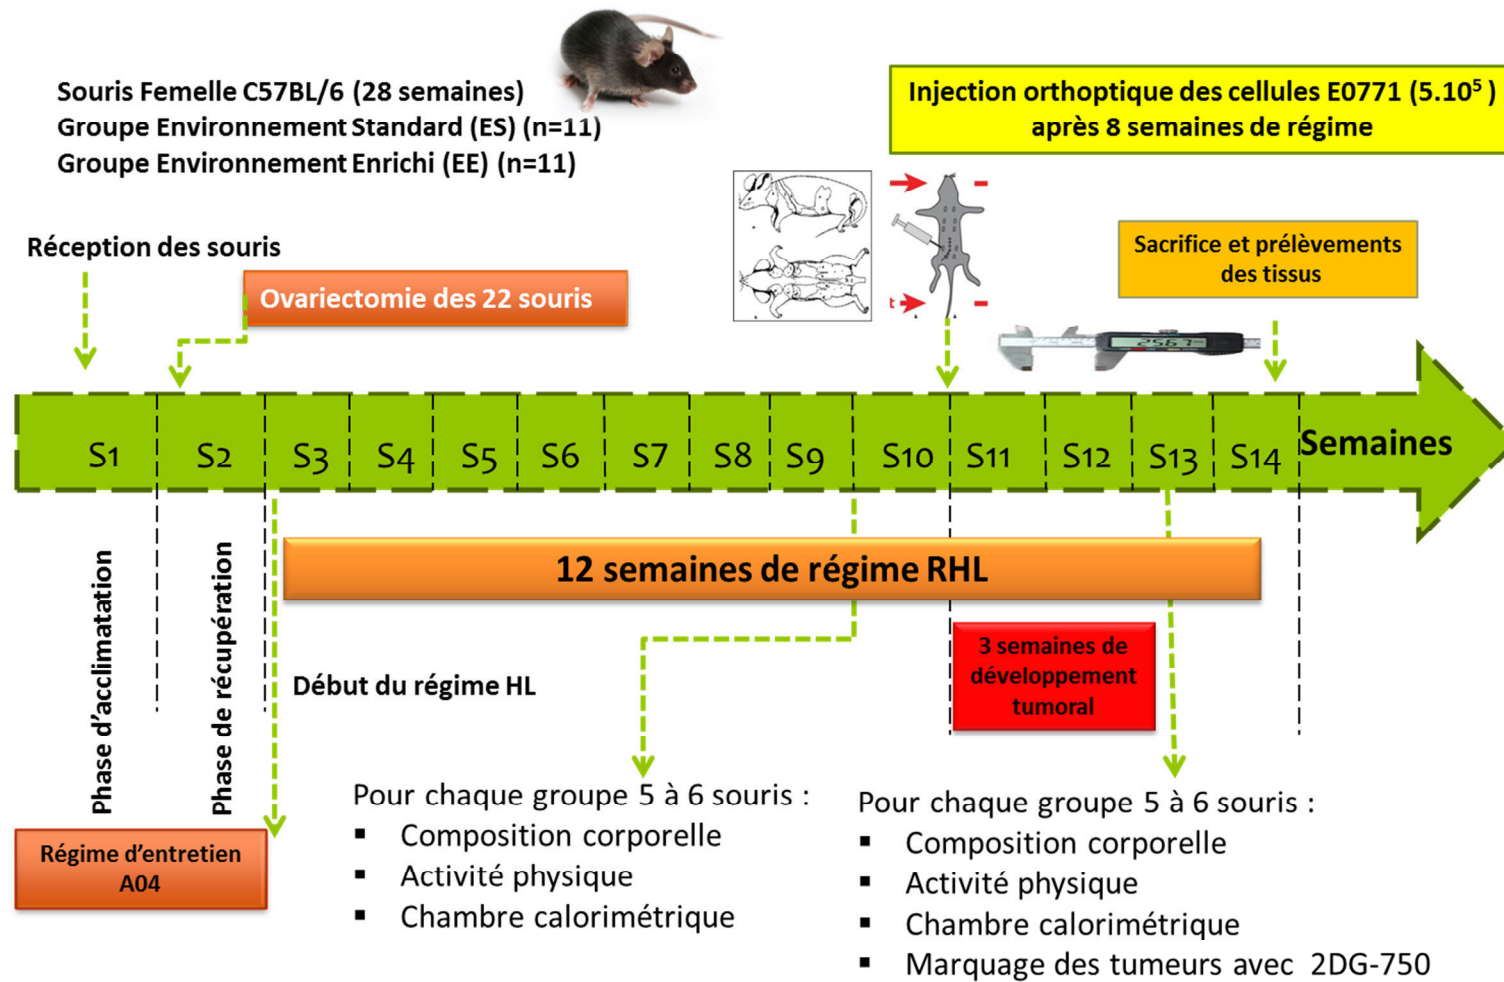 Souris Femelle C57BL/6 (28 semaines)
Groupe Environnement Standard (ES) (n=11)
Groupe Environnement Enrichi (EE) (n=11)
Injection orthoptique des cellules E0771 (5.10⁵ )
après 8 semaines de régime
Réception des souris
Ovariectomie des 22 souris
Sacrifice et prélèvements
des tissus
t
25.67
S1 S2 S3 S4 S5 S6 S7 S8 S9 S10 S11 S12 S13 S14 Semaines
Phase d'acclimatation
Phase de récupération
12 semaines de régime RHL
Début du régime HL
3 semaines de
développement
tumoral
Régime d'entretien
A04
Pour chaque groupe 5 à 6 souris :
▪ Composition corporelle
▪ Activité physique
▪ Chambre calorimétrique
Pour chaque groupe 5 à 6 souris :
▪ Composition corporelle
▪ Activité physique
▪ Chambre calorimétrique
▪ Marquage des tumeurs avec 2DG-750